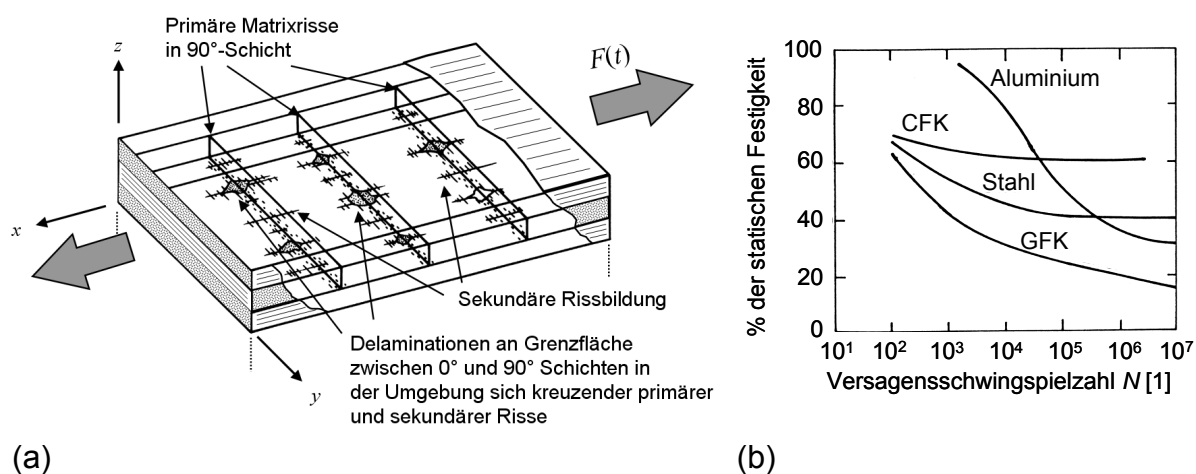 Primäre Matrixrisse
in 90°-Schicht
z
F(t)
x
y
Sekundäre Rissbildung
Delaminationen an Grenzfläche
zwischen 0° und 90° Schichten in
der Umgebung sich kreuzender primärer
und sekundärer Risse
(a)
% der statischen Festigkeit
100
80
60
40
20
0
Aluminium
CFK
Stahl
GFK
10¹ 10² 10³ 10⁴ 10⁵ 10⁶ 10⁷
Versagensschwingspielzahl N [1]
(b)